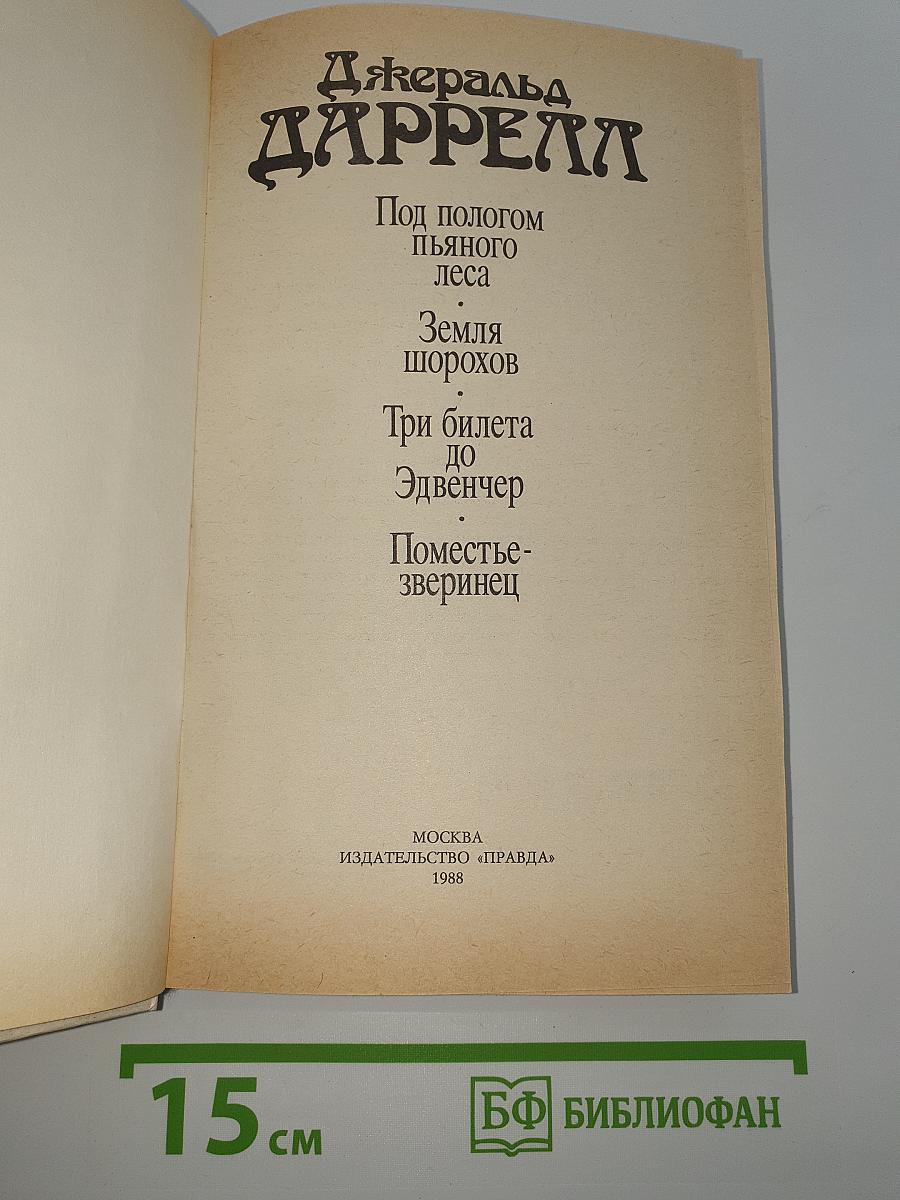 Джеральд
ДАРРЕЛЛ
Под пологом
пьяного
леса
•
Земля
шорохов
•
Три билета
до
Эдвенчер
•
Поместье-
зверинец
МОСКВА
ИЗДАТЕЛЬСТВО «ПРАВДА»
1988
15 см
БФ БИБЛИОФАН